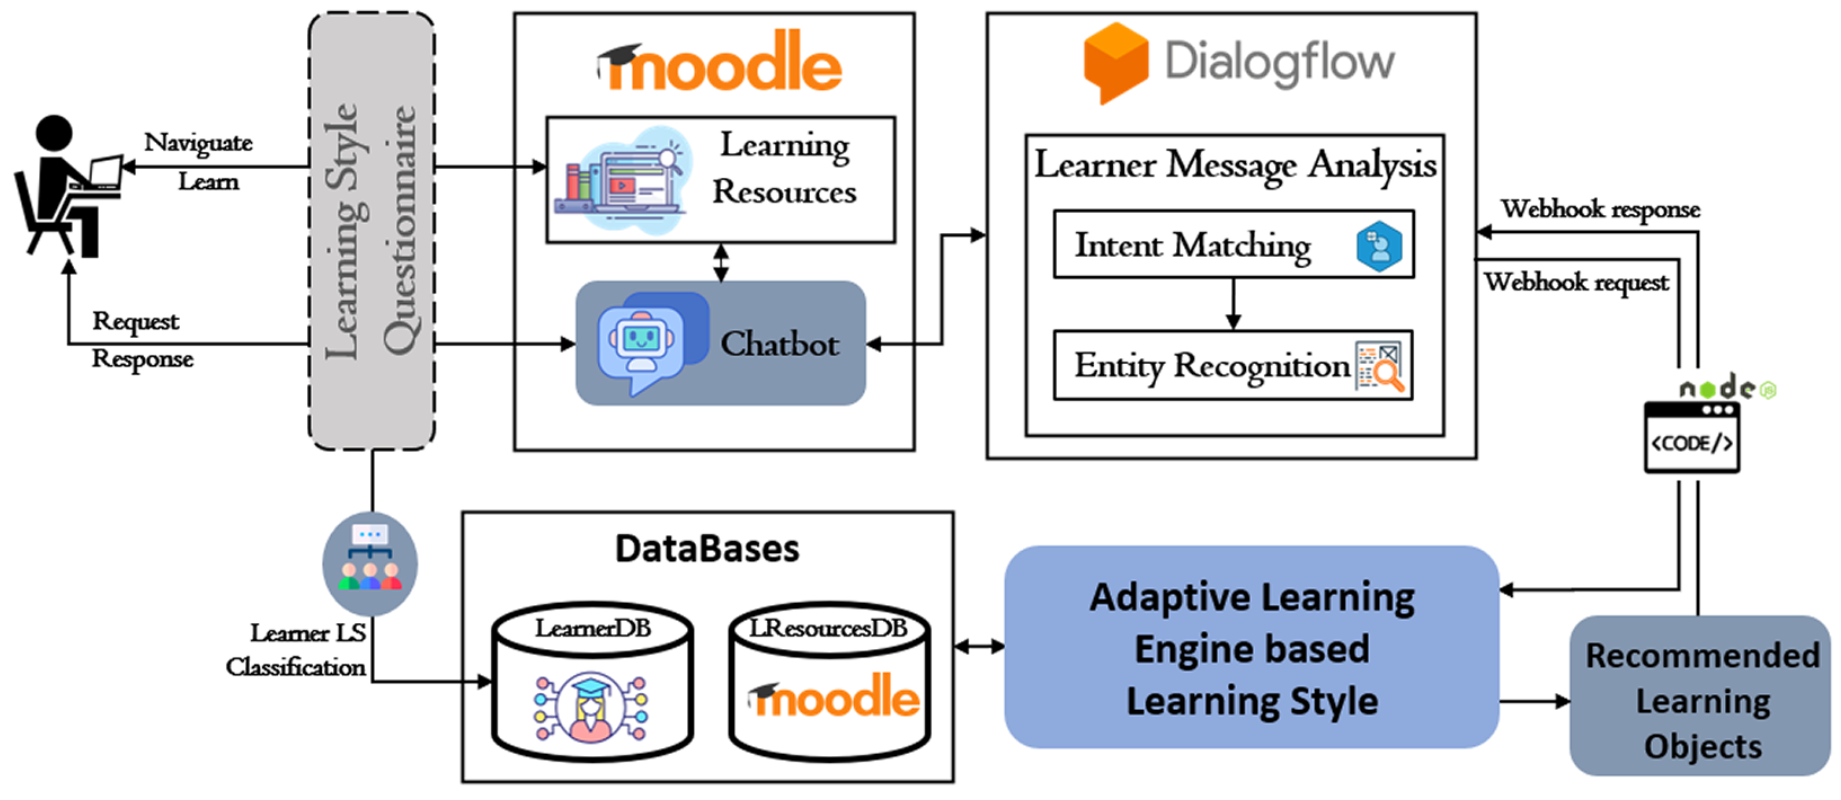 Naviguate
Learn
Request
Response
Learning Style
Questionnaire
moodle
Learning
Resources
Chatbot
Dialogflow
Learner Message Analysis
Intent Matching
Entity Recognition
Webhook response
Webhook request
node
JS
<CODE/>
Learner LS
Classification
DataBases
LearnerDB
LResourcesDB
moodle
Adaptive Learning
Engine based
Learning Style
Recommended
Learning
Objects